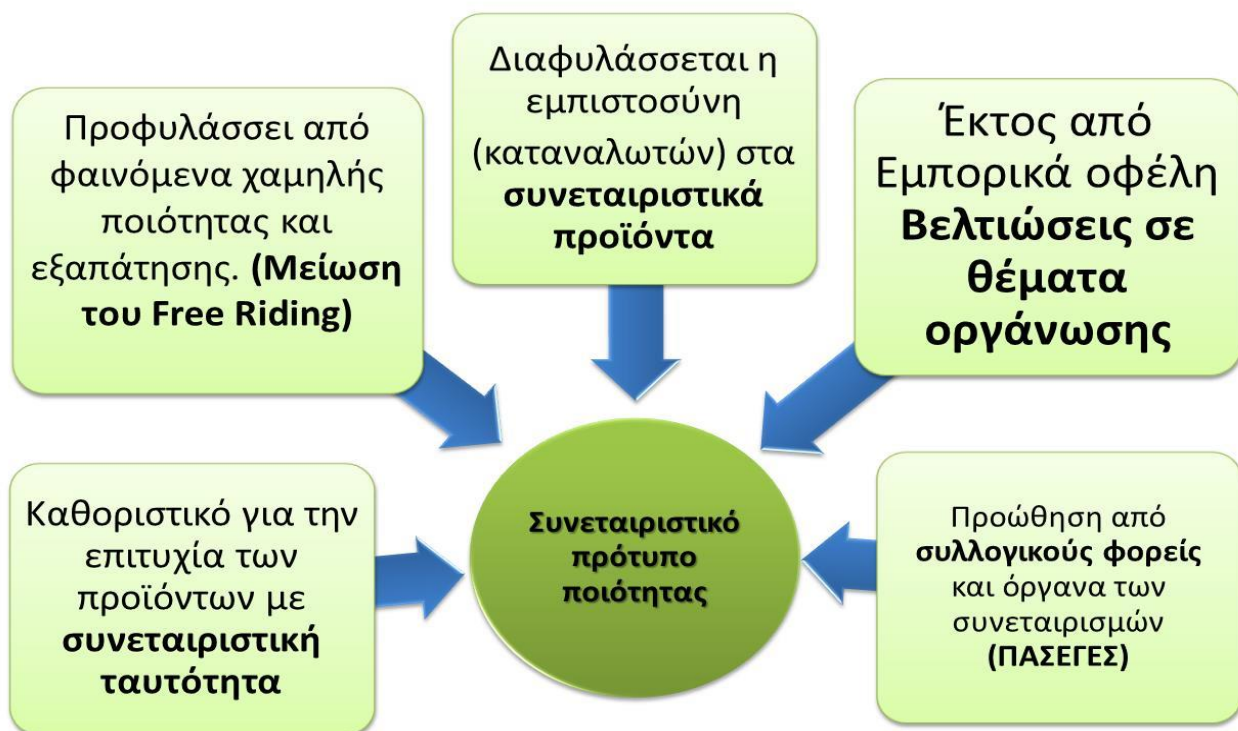 Προφυλάσσει από
φαινόμενα χαμηλής
ποιότητας και
εξαπάτησης. (Μείωση
του Free Riding)
Διαφυλάσσεται η
εμπιστοσύνη
(καταναλωτών) στα
συνεταιριστικά
προϊόντα
Έκτος από
Εμπορικά οφέλη
Βελτιώσεις σε
θέματα
οργάνωσης
Καθοριστικό για την
επιτυχία των
προϊόντων με
συνεταιριστική
ταυτότητα
Συνεταιριστικό
πρότυπο
ποιότητας
Προώθηση από
συλλογικούς φορείς
και όργανα των
συνεταιρισμών
(ΠΑΣΕΓΕΣ)